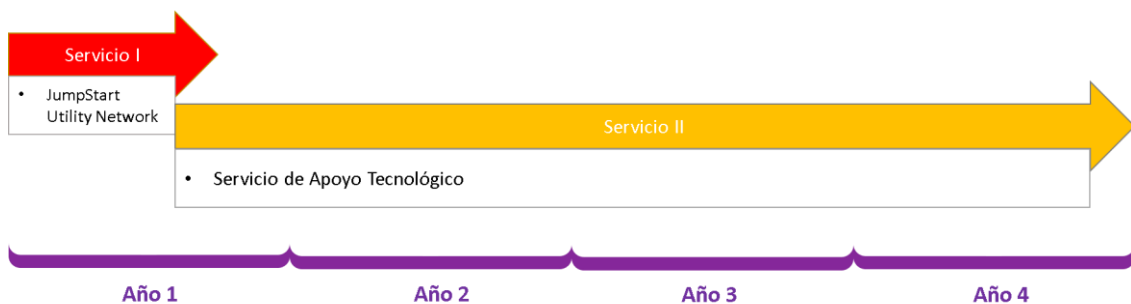 Servicio I
• JumpStart
Utility Network
Servicio II
• Servicio de Apoyo Tecnológico
Año 1
Año 2
Año 3
Año 4